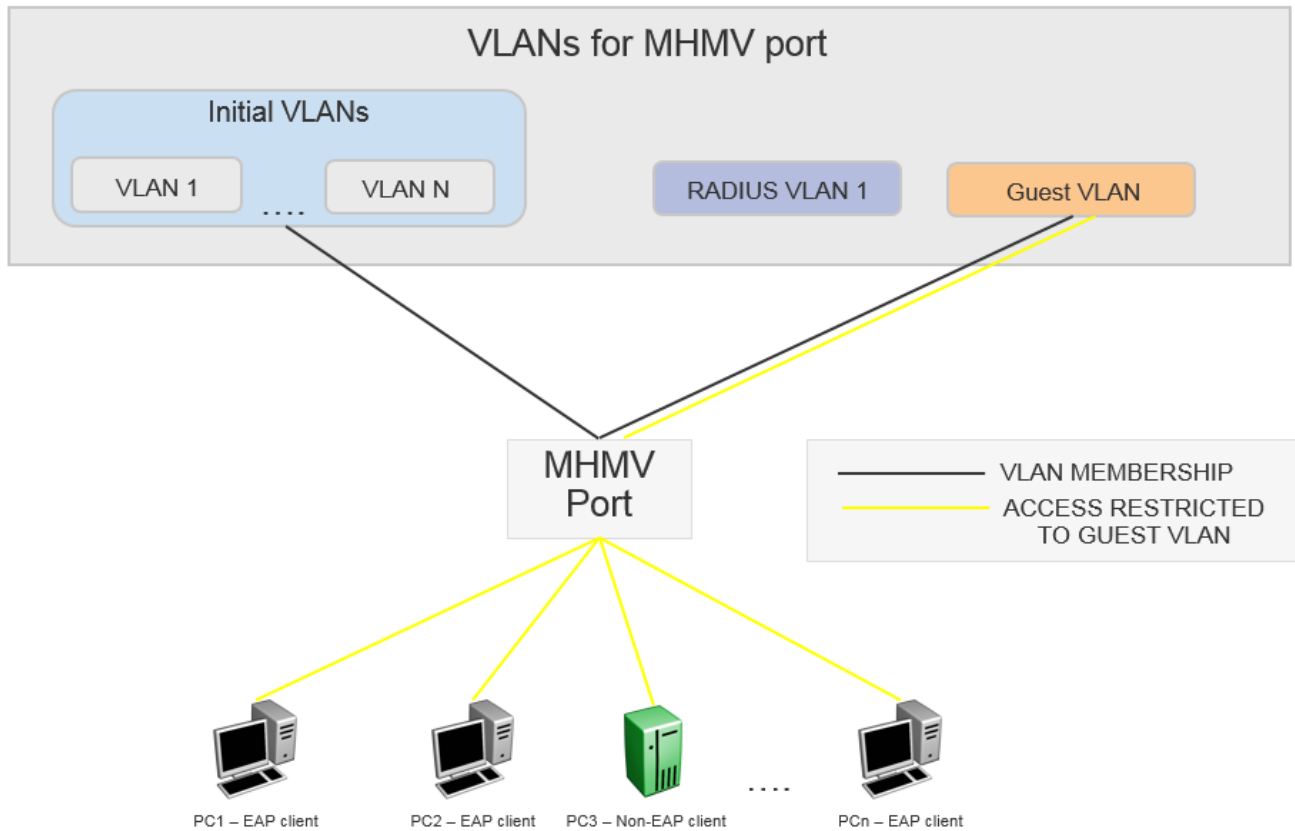 VLANs for MHMV port
Initial VLANs
VLAN 1
....
VLAN N
RADIUS VLAN 1
Guest VLAN
MHMV
Port
VLAN MEMBERSHIP
ACCESS RESTRICTED
TO GUEST VLAN
....
PC1 – EAP client
PC2 – EAP client
PC3 – Non-EAP client
PCn – EAP client